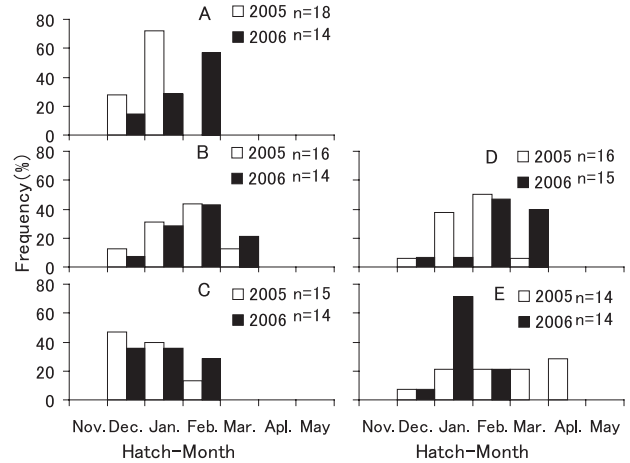 A
□ 2005 n=18
■ 2006 n=14
80
60
40
20
0
B
□ 2005 n=16
■ 2006 n=14
80
60
40
20
0
C
□ 2005 n=15
■ 2006 n=14
80
60
40
20
0
Nov. Dec. Jan. Feb. Mar. Apl. May
Hatch-Month
Frequency(%)
D
□ 2005 n=16
■ 2006 n=15
E
□ 2005 n=14
■ 2006 n=14
Nov. Dec. Jan. Feb. Mar. Apl. May
Hatch-Month